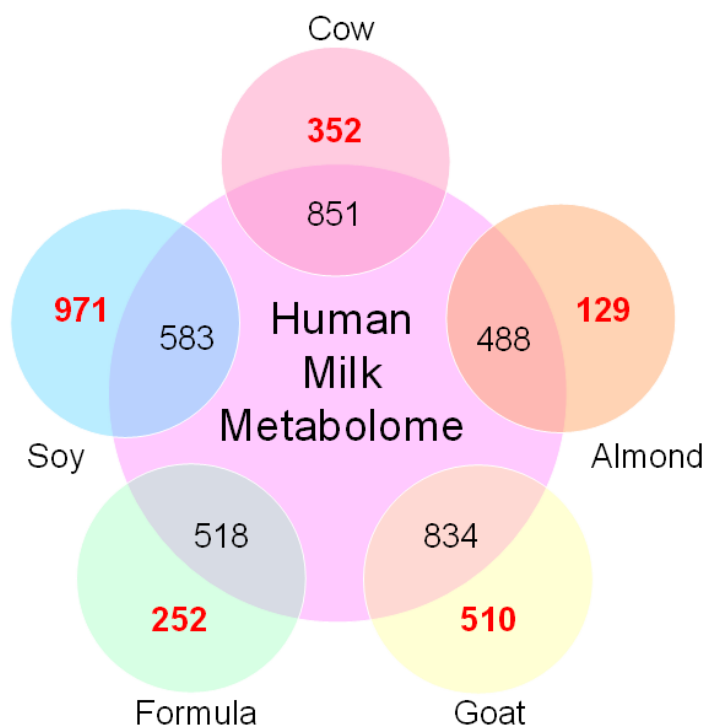 Cow
352
851
971
583
Human
Milk
Metabolome
488
129
Soy
Almond
518
834
252
510
Formula
Goat